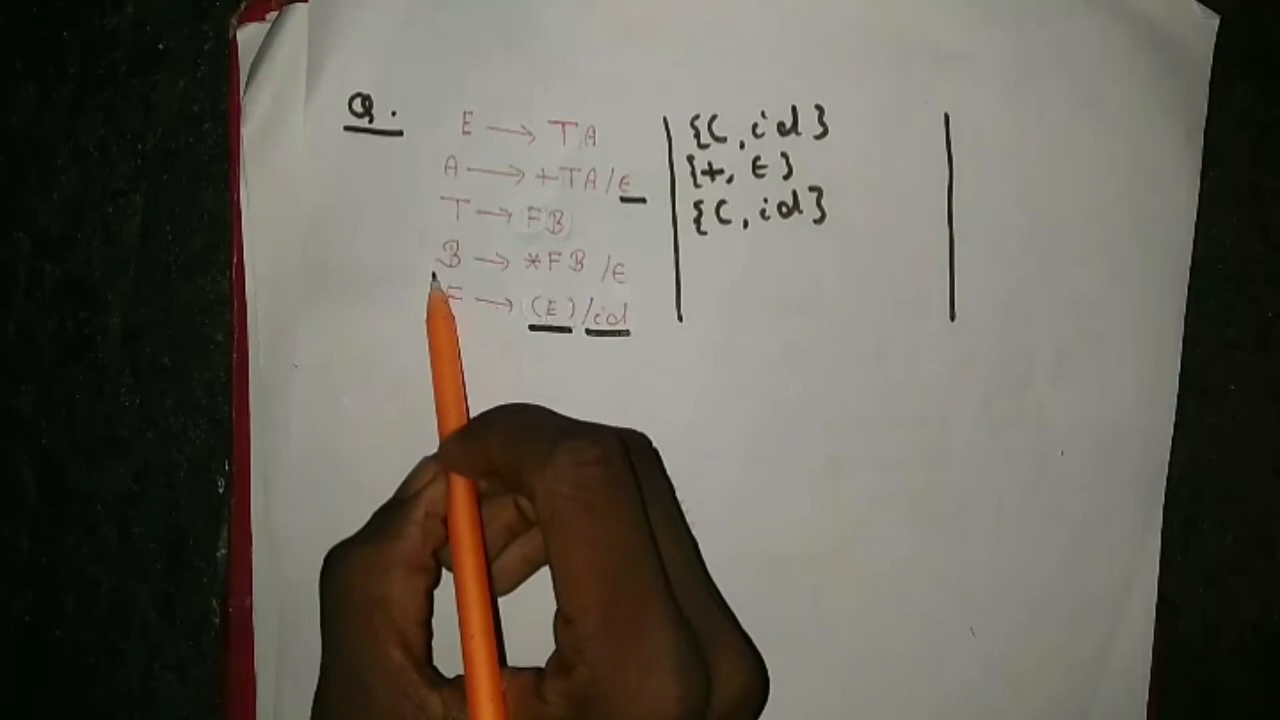 Q. E → TA {(, id}
A → +TA/ε {+, ε}
T → FB {(, id}
B → *FB /ε
F → (E)/id